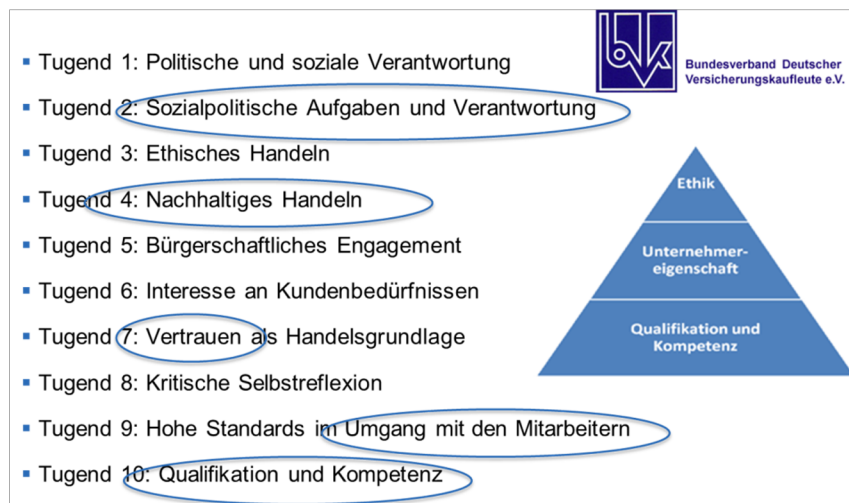 Tugend 1: Politische und soziale Verantwortung
Tugend 2: Sozialpolitische Aufgaben und Verantwortung
Tugend 3: Ethisches Handeln
Tugend 4: Nachhaltiges Handeln
Tugend 5: Bürgerschaftliches Engagement
Tugend 6: Interesse an Kundenbedürfnissen
Tugend 7: Vertrauen als Handelsgrundlage
Tugend 8: Kritische Selbstreflexion
Tugend 9: Hohe Standards im Umgang mit den Mitarbeitern
Tugend 10: Qualifikation und Kompetenz
bvk
Bundesverband Deutscher
Versicherungskaufleute e.V.
Ethik
Unternehmer-
eigenschaft
Qualifikation und
Kompetenz